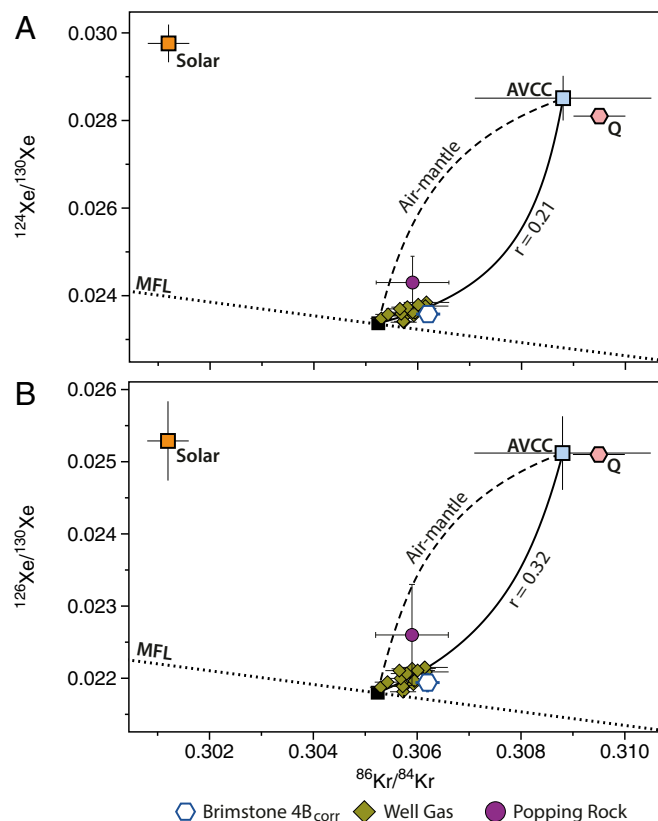 A
0.030
Solar
AVCC
Q
0.028
Air-mantle
124Xe/130Xe
r = 0.21
0.026
0.024
MFL
B
0.026
Solar
AVCC
Q
0.025
Air-mantle
126Xe/130Xe
0.024
r = 0.32
0.023
MFL
0.022
0.302 0.304 0.306 0.308 0.310
86Kr/84Kr
Brimstone 4Bcorr Well Gas Popping Rock